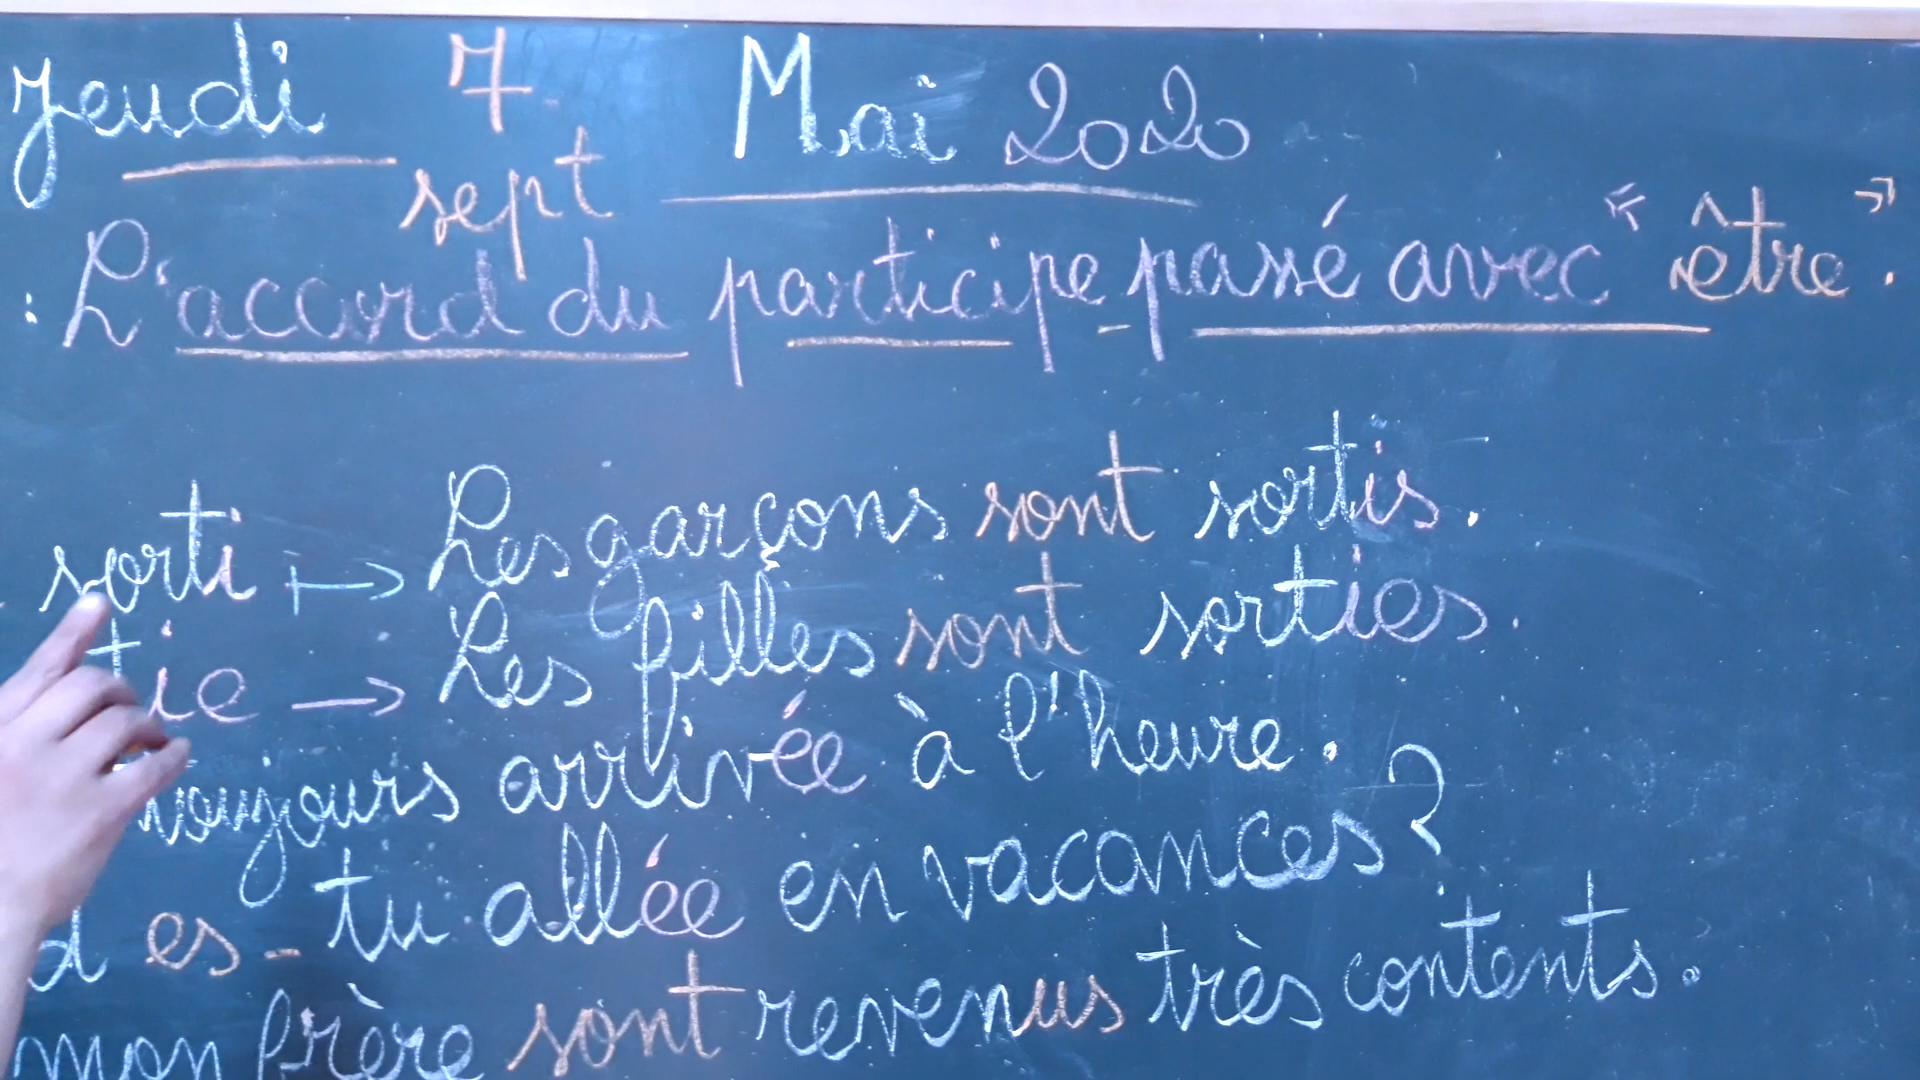 Jeudi 7 Mai 2020
sept
: L'accord du participe passé avec "être".
sorti → Les garçons sont sortis.
tie → Les filles sont sorties.
toujours arrivée à l'heure.
d es-tu allée en vacances?
mon frère sont revenus très contents.